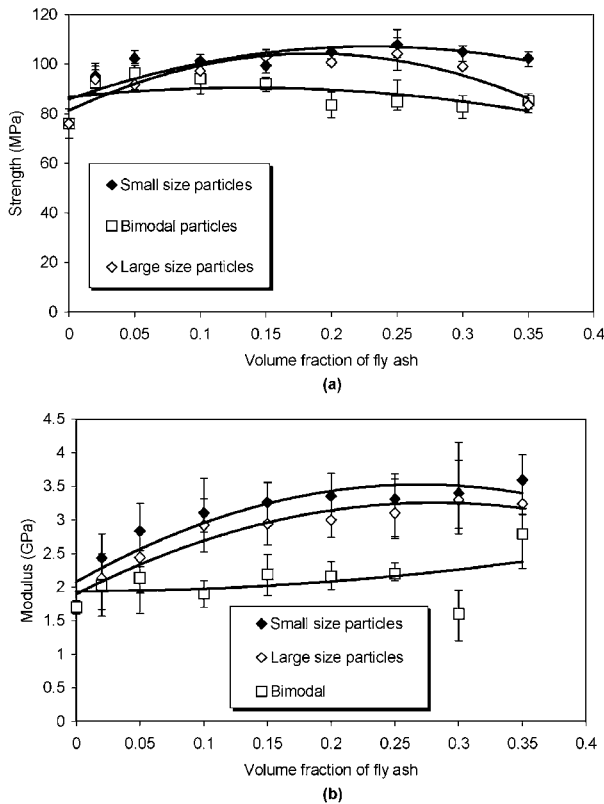 120
100
80
60
40
20
0
Strength (MPa)
Small size particles
Bimodal particles
Large size particles
0 0.05 0.1 0.15 0.2 0.25 0.3 0.35 0.4
Volume fraction of fly ash
(a)
4.5
4
3.5
3
2.5
2
1.5
1
0.5
0
Modulus (GPa)
Small size particles
Large size particles
Bimodal
0 0.05 0.1 0.15 0.2 0.25 0.3 0.35 0.4
Volume fraction of fly ash
(b)